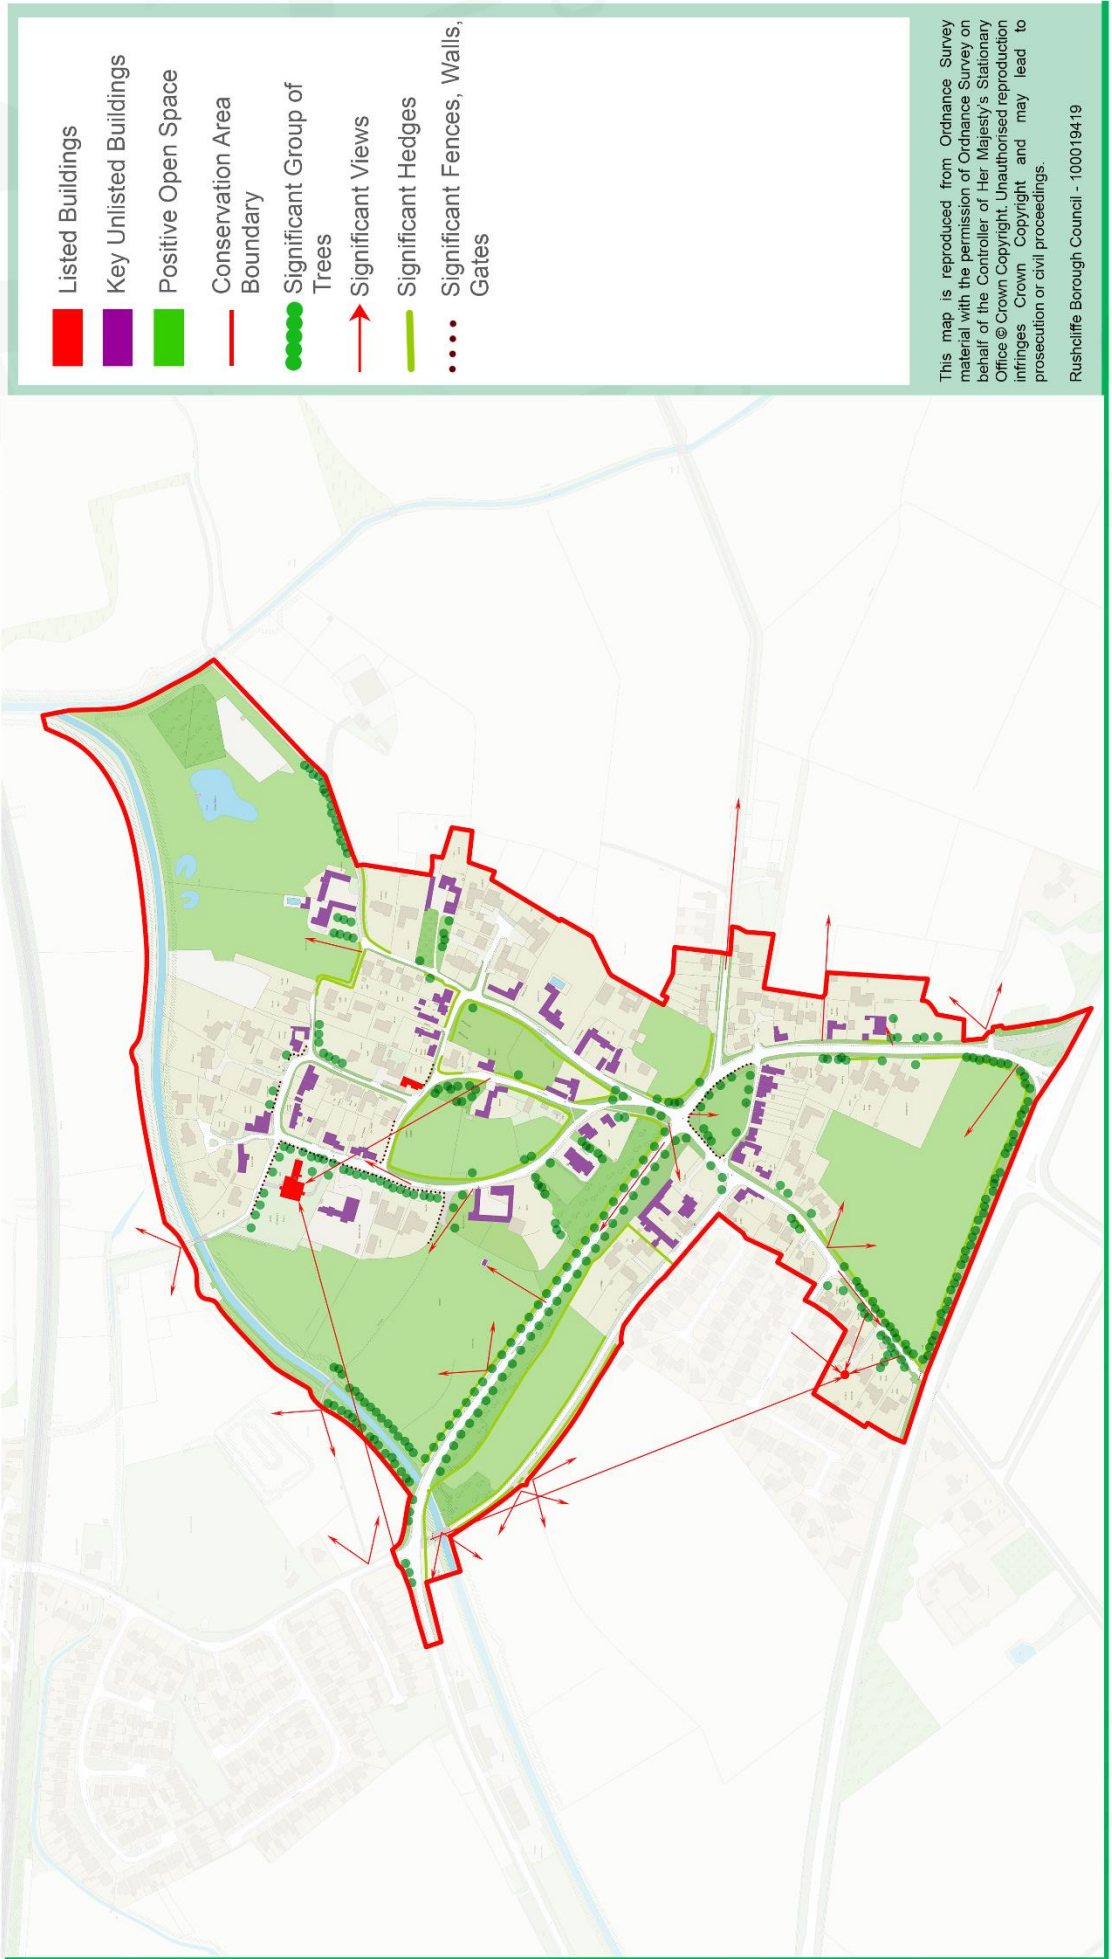 Listed Buildings
Key Unlisted Buildings
Positive Open Space
Conservation Area
Boundary
Significant Group of
Trees
Significant Views
Significant Hedges
Significant Fences, Walls,
Gates
This map is reproduced from Ordnance Survey
material with the permission of Ordnance Survey on
behalf of the Controller of Her Majesty's Stationary
Office © Crown Copyright. Unauthorised reproduction
infringes Crown Copyright and may lead to
prosecution or civil proceedings.
Rushcliffe Borough Council - 100019419